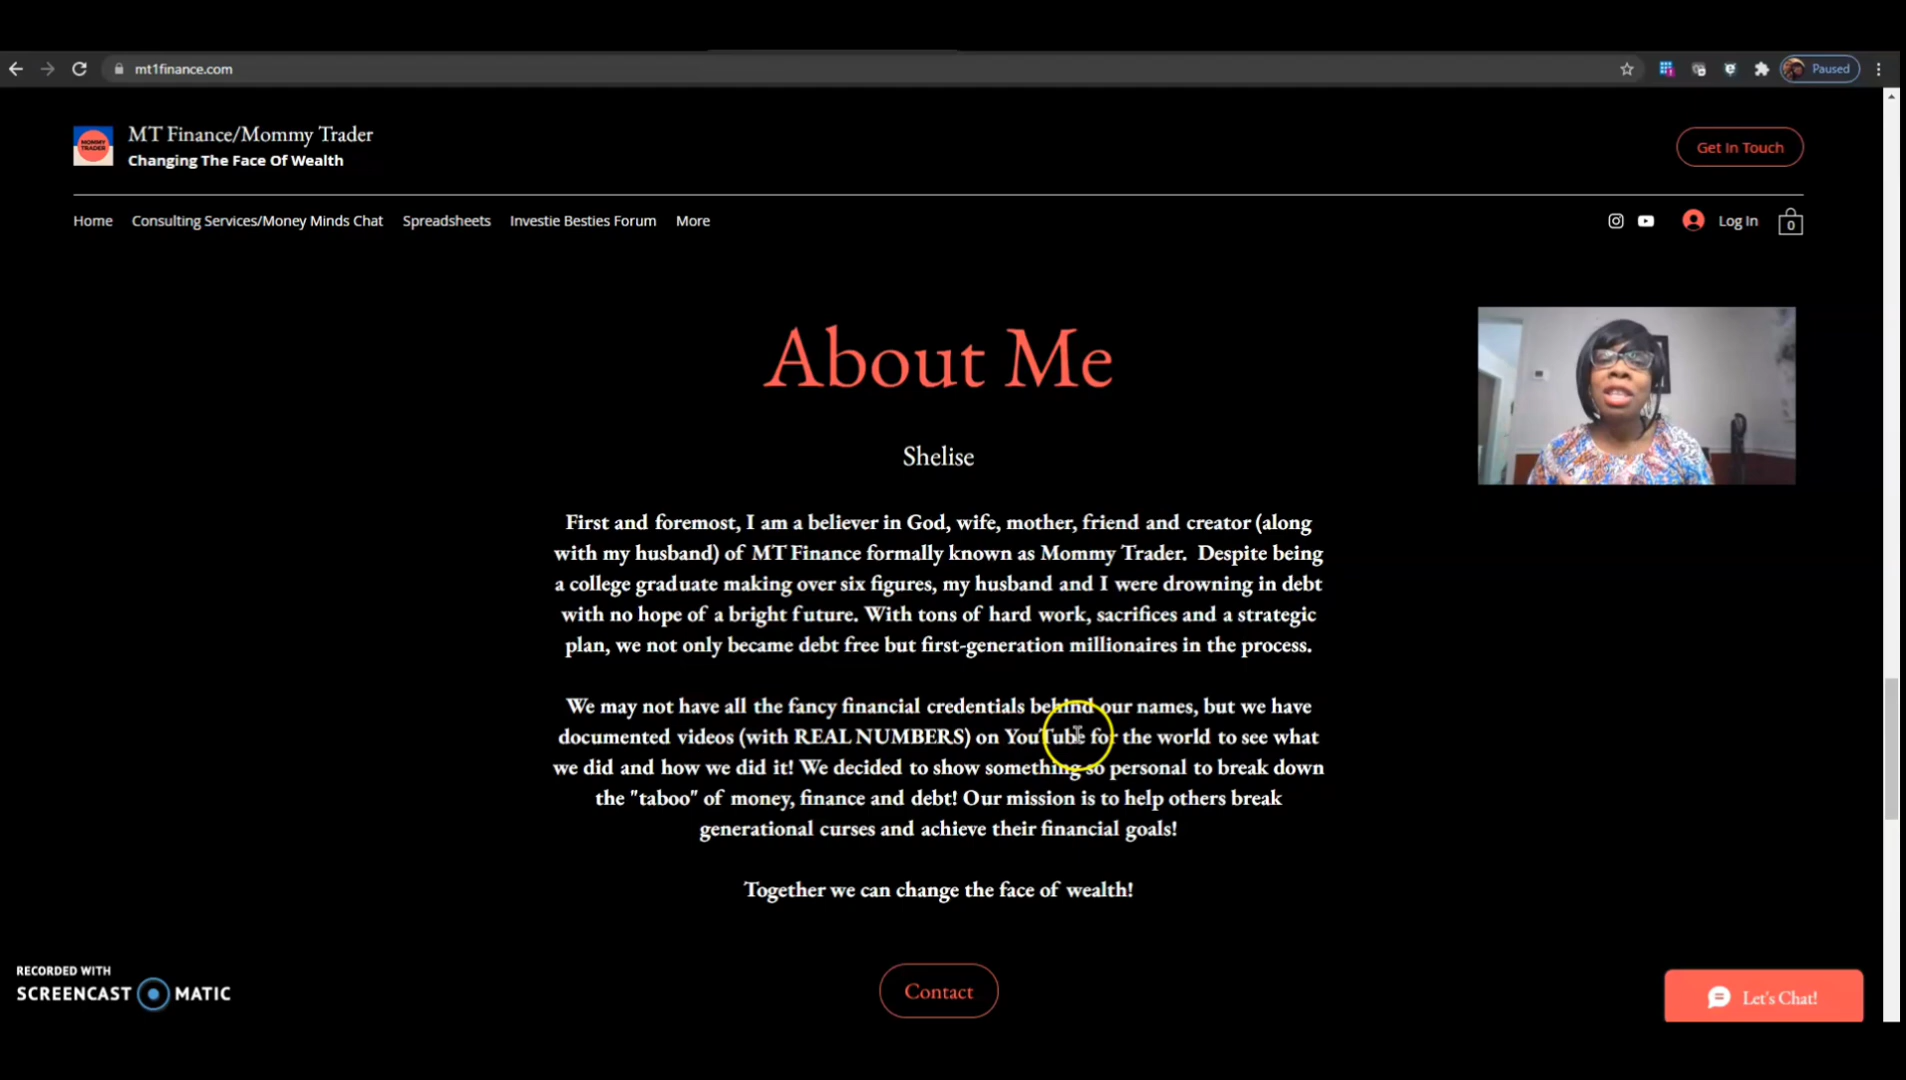 mt1finance.com
Paused
MOMMY
TRADER
MT Finance/Mommy Trader
Changing The Face Of Wealth
Get In Touch
Home Consulting Services/Money Minds Chat Spreadsheets Investie Besties Forum More
Log In
0
About Me
Shelise
First and foremost, I am a believer in God, wife, mother, friend and creator (along
with my husband) of MT Finance formally known as Mommy Trader. Despite being
a college graduate making over six figures, my husband and I were drowning in debt
with no hope of a bright future. With tons of hard work, sacrifices and a strategic
plan, we not only became debt free but first-generation millionaires in the process.
We may not have all the fancy financial credentials behind our names, but we have
documented videos (with REAL NUMBERS) on YouTube for the world to see what
we did and how we did it! We decided to show something so personal to break down
the "taboo" of money, finance and debt! Our mission is to help others break
generational curses and achieve their financial goals!
Together we can change the face of wealth!
Contact
RECORDED WITH
SCREENCAST MATIC
Let's Chat!